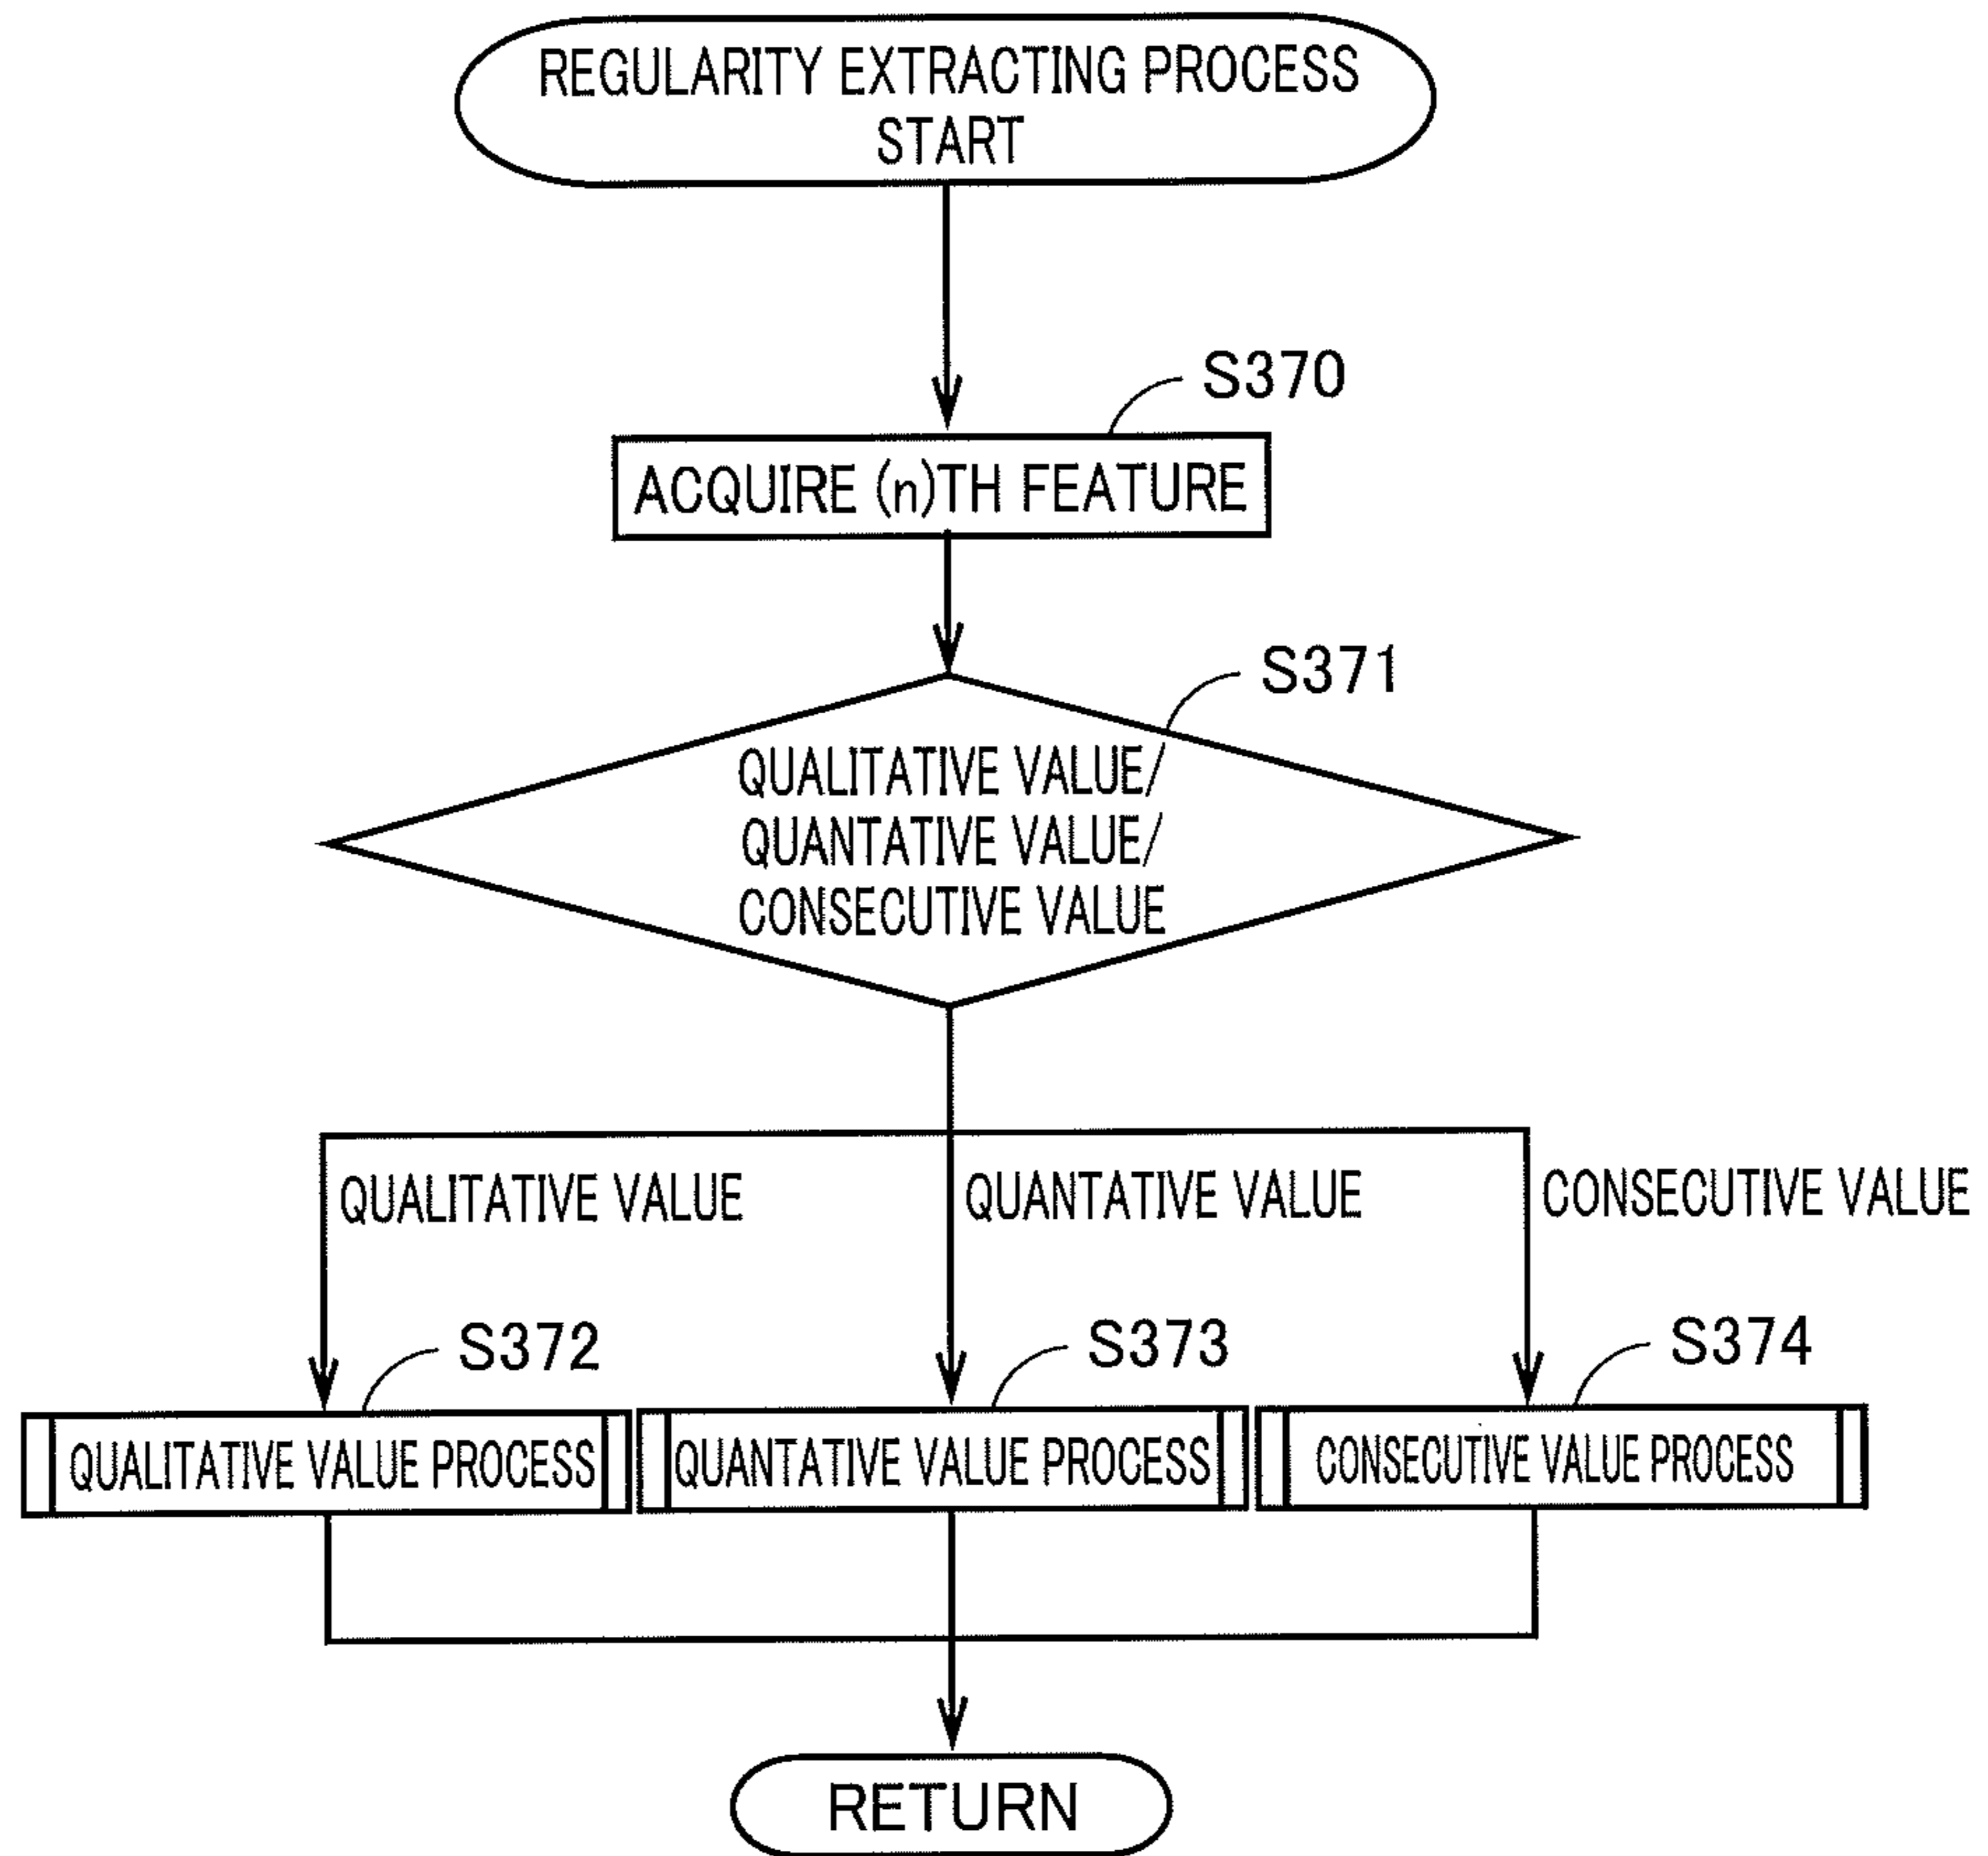 REGULARITY EXTRACTING PROCESS
START
S370
ACQUIRE (n)TH FEATURE
S371
QUALITATIVE VALUE/
QUANTATIVE VALUE/
CONSECUTIVE VALUE
QUALITATIVE VALUE
QUANTATIVE VALUE
CONSECUTIVE VALUE
S372
S373
S374
QUALITATIVE VALUE PROCESS
QUANTATIVE VALUE PROCESS
CONSECUTIVE VALUE PROCESS
RETURN